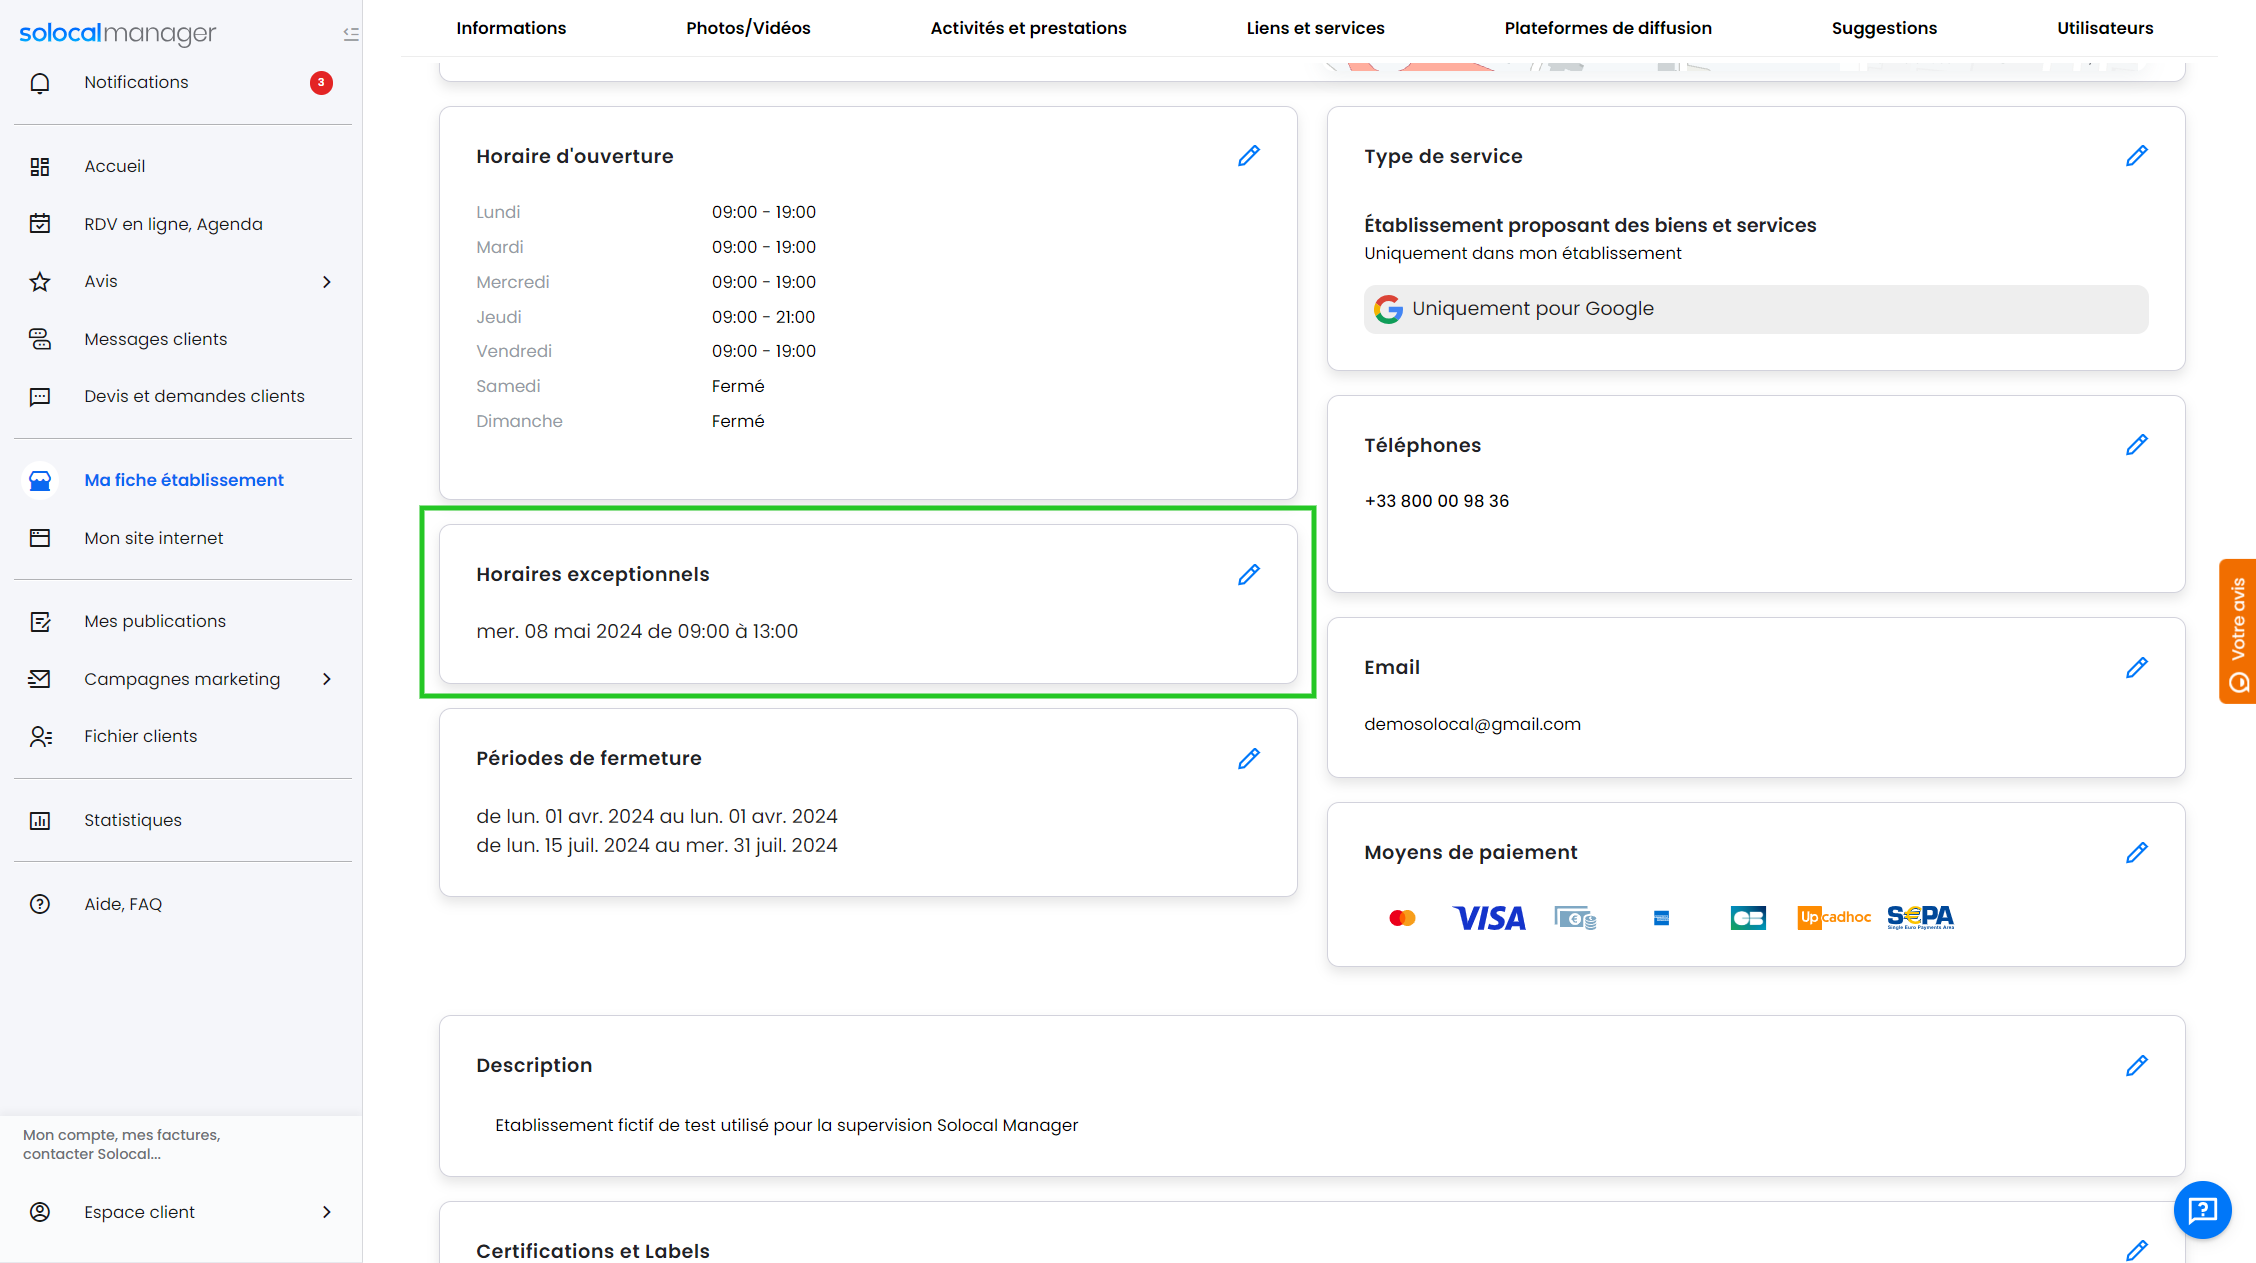 solocalmanager
Notifications
3
Accueil
RDV en ligne, Agenda
Avis
Messages clients
Devis et demandes clients
Ma fiche établissement
Mon site internet
Mes publications
Campagnes marketing
Fichier clients
Statistiques
Aide, FAQ
Mon compte, mes factures,
contacter Solocal...
Espace client
Informations
Photos/Vidéos
Activités et prestations
Liens et services
Plateformes de diffusion
Suggestions
Utilisateurs
Horaire d'ouverture
Lundi 09:00 - 19:00
Mardi 09:00 - 19:00
Mercredi 09:00 - 19:00
Jeudi 09:00 - 21:00
Vendredi 09:00 - 19:00
Samedi Fermé
Dimanche Fermé
Horaires exceptionnels
mer. 08 mai 2024 de 09:00 à 13:00
Périodes de fermeture
de lun. 01 avr. 2024 au lun. 01 avr. 2024
de lun. 15 juil. 2024 au mer. 31 juil. 2024
Type de service
Établissement proposant des biens et services
Uniquement dans mon établissement
Uniquement pour Google
Téléphones
+33 800 00 98 36
Email
demosolocal@gmail.com
Moyens de paiement
VISA
CB
Up cadhoc
S€PA
Single Euro Payments Area
Description
Etablissement fictif de test utilisé pour la supervision Solocal Manager
Certifications et Labels
Votre avis